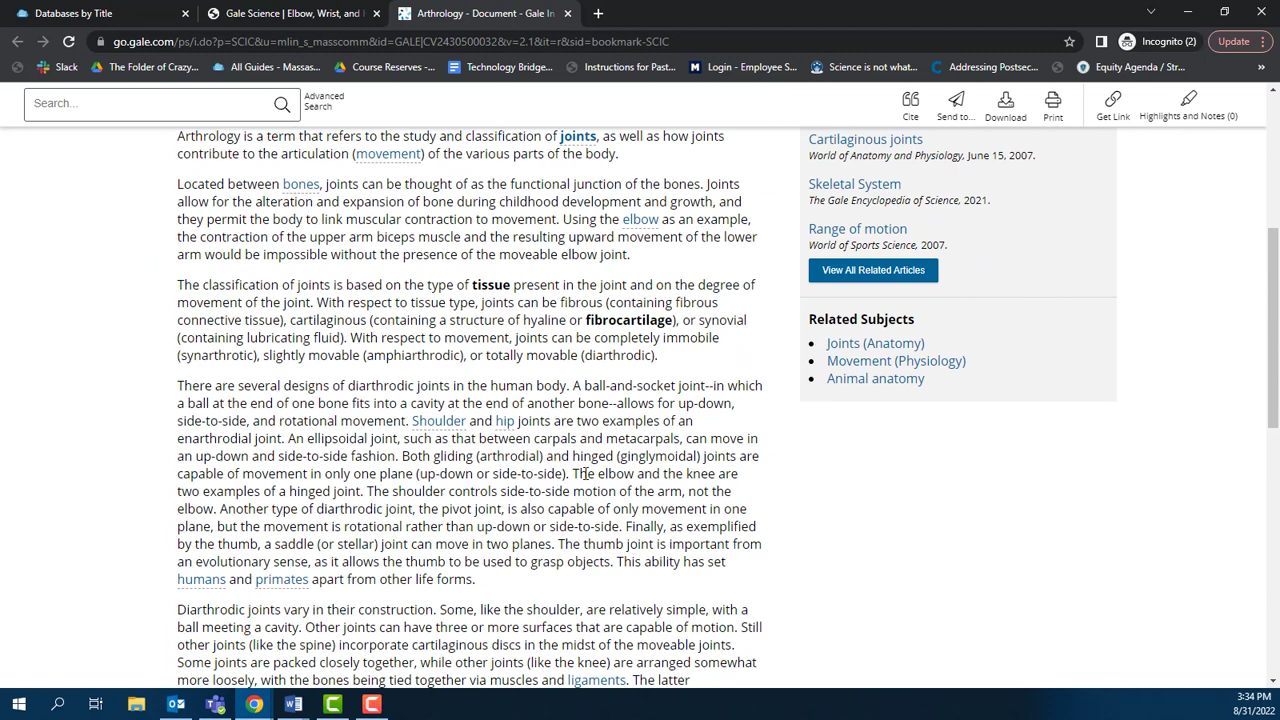 Databases by Title
Gale Science | Elbow, Wrist, and
Arthrology - Document - Gale In
go.gale.com/ps/i.do?p=SCIC&u=mlin_s_masscomm&id=GALE|CV2430500032&v=2.1&it=r&sid=bookmark-SCIC
Incognito (2)
Update
Slack
The Folder of Crazy...
All Guides - Massas...
Course Reserves -...
Technology Bridge...
Instructions for Past...
Login - Employee S...
Science is not what...
Addressing Postsec...
Equity Agenda / Str...
Search...
Advanced
Search
Cite
Send to...
Download
Print
Get Link
Highlights and Notes (0)
Arthrology is a term that refers to the study and classification of joints, as well as how joints
contribute to the articulation (movement) of the various parts of the body.
Located between bones, joints can be thought of as the functional junction of the bones. Joints
allow for the alteration and expansion of bone during childhood development and growth, and
they permit the body to link muscular contraction to movement. Using the elbow as an example,
the contraction of the upper arm biceps muscle and the resulting upward movement of the lower
arm would be impossible without the presence of the moveable elbow joint.
The classification of joints is based on the type of tissue present in the joint and on the degree of
movement of the joint. With respect to tissue type, joints can be fibrous (containing fibrous
connective tissue), cartilaginous (containing a structure of hyaline or fibrocartilage), or synovial
(containing lubricating fluid). With respect to movement, joints can be completely immobile
(synarthrotic), slightly movable (amphiarthrodic), or totally movable (diarthrodic).
There are several designs of diarthrodic joints in the human body. A ball-and-socket joint--in which
a ball at the end of one bone fits into a cavity at the end of another bone--allows for up-down,
side-to-side, and rotational movement. Shoulder and hip joints are two examples of an
enarthrodial joint. An ellipsoidal joint, such as that between carpals and metacarpals, can move in
an up-down and side-to-side fashion. Both gliding (arthrodial) and hinged (ginglymoidal) joints are
capable of movement in only one plane (up-down or side-to-side). The elbow and the knee are
two examples of a hinged joint. The shoulder controls side-to-side motion of the arm, not the
elbow. Another type of diarthrodic joint, the pivot joint, is also capable of only movement in one
plane, but the movement is rotational rather than up-down or side-to-side. Finally, as exemplified
by the thumb, a saddle (or stellar) joint can move in two planes. The thumb joint is important from
an evolutionary sense, as it allows the thumb to be used to grasp objects. This ability has set
humans and primates apart from other life forms.
Diarthrodic joints vary in their construction. Some, like the shoulder, are relatively simple, with a
ball meeting a cavity. Other joints can have three or more surfaces that are capable of motion. Still
other joints (like the spine) incorporate cartilaginous discs in the midst of the moveable joints.
Some joints are packed closely together, while other joints (like the knee) are arranged somewhat
more loosely, with the bones being tied together via muscles and ligaments. The latter
Cartilaginous joints
World of Anatomy and Physiology, June 15, 2007.
Skeletal System
The Gale Encyclopedia of Science, 2021.
Range of motion
World of Sports Science, 2007.
View All Related Articles
Related Subjects
Joints (Anatomy)
Movement (Physiology)
Animal anatomy
3:34 PM
8/31/2022